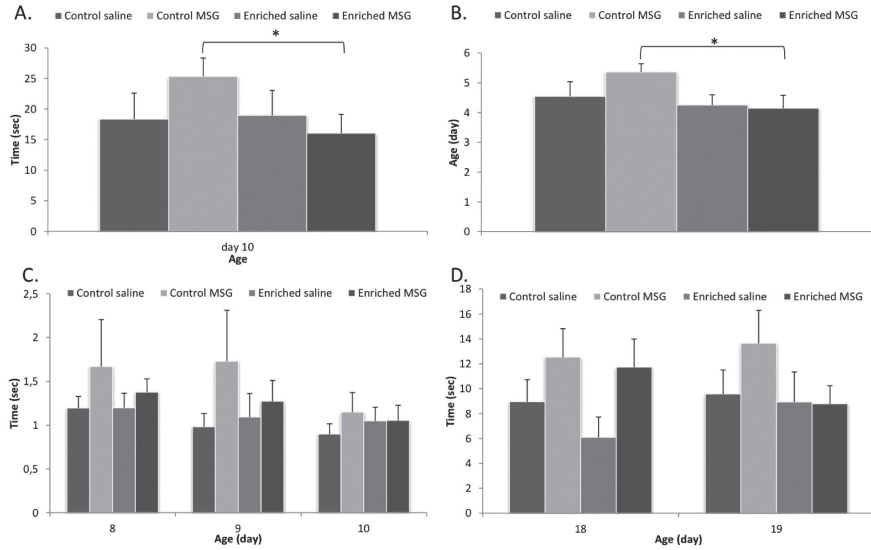 A.
Control saline Control MSG Enriched saline Enriched MSG
*
30
25
20
15
10
5
0
Time (sec)
day 10
Age
B.
Control saline Control MSG Enriched saline Enriched MSG
*
6
5
4
3
2
1
0
Age (day)
C.
Control saline Control MSG Enriched saline Enriched MSG
2,5
2
1,5
1
0,5
0
Time (sec)
8 9 10
Age (day)
D.
Control saline Control MSG Enriched saline Enriched MSG
18
16
14
12
10
8
6
4
2
0
Time (sec)
18 19
Age (day)